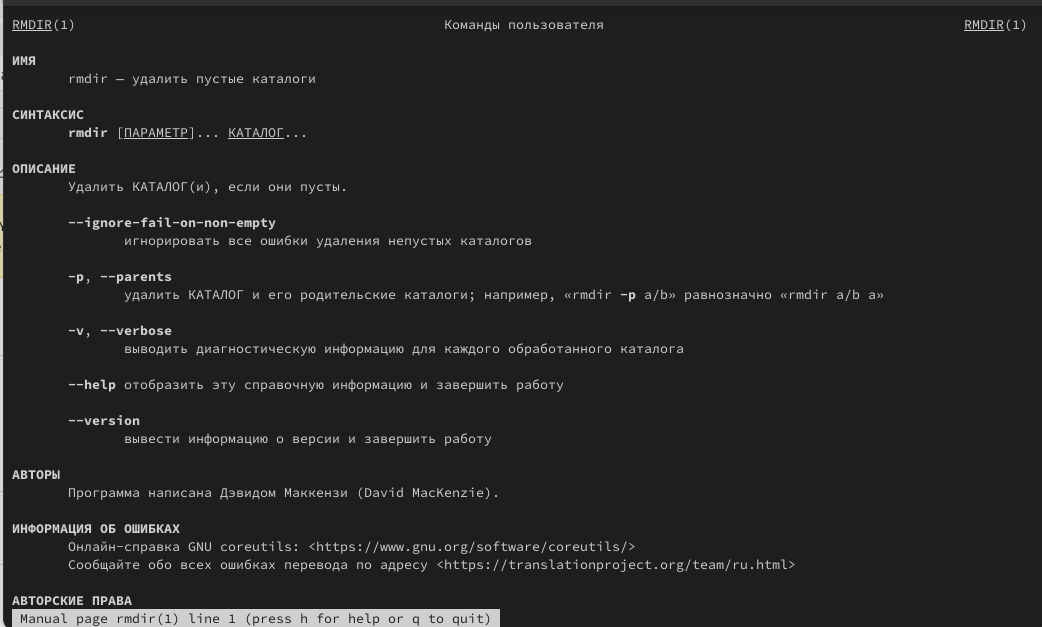 RMDIR(1) Команды пользователя RMDIR(1)
ИМЯ
rmdir — удалить пустые каталоги
СИНТАКСИС
rmdir [ПАРАМЕТР]... КАТАЛОГ...
ОПИСАНИЕ
Удалить КАТАЛОГ(и), если они пусты.
--ignore-fail-on-non-empty
игнорировать все ошибки удаления непустых каталогов
-p, --parents
удалить КАТАЛОГ и его родительские каталоги; например, «rmdir -p a/b» равнозначно «rmdir a/b a»
-v, --verbose
выводить диагностическую информацию для каждого обработанного каталога
--help отобразить эту справочную информацию и завершить работу
--version
вывести информацию о версии и завершить работу
АВТОРЫ
Программа написана Дэвидом Маккензи (David MacKenzie).
ИНФОРМАЦИЯ ОБ ОШИБКАХ
Онлайн-справка GNU coreutils: <https://www.gnu.org/software/coreutils/>
Сообщайте обо всех ошибках перевода по адресу <https://translationproject.org/team/ru.html>
АВТОРСКИЕ ПРАВА
Manual page rmdir(1) line 1 (press h for help or q to quit)